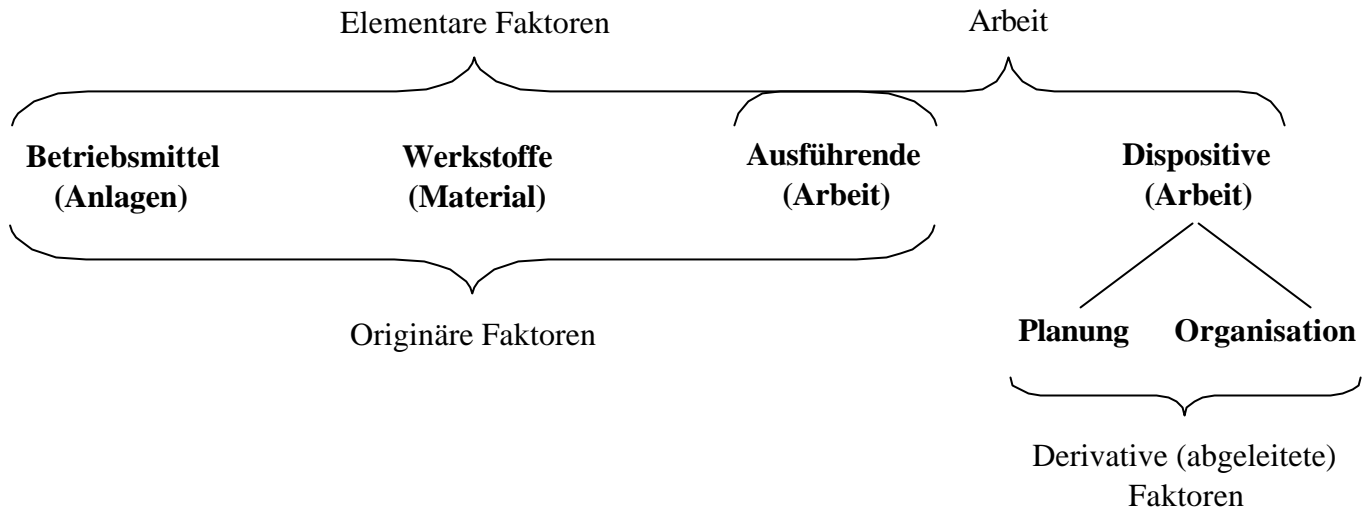 Elementare Faktoren
Arbeit
Betriebsmittel
(Anlagen)
Werkstoffe
(Material)
Ausführende
(Arbeit)
Dispositive
(Arbeit)
Originäre Faktoren
Planung
Organisation
Derivative (abgeleitete)
Faktoren